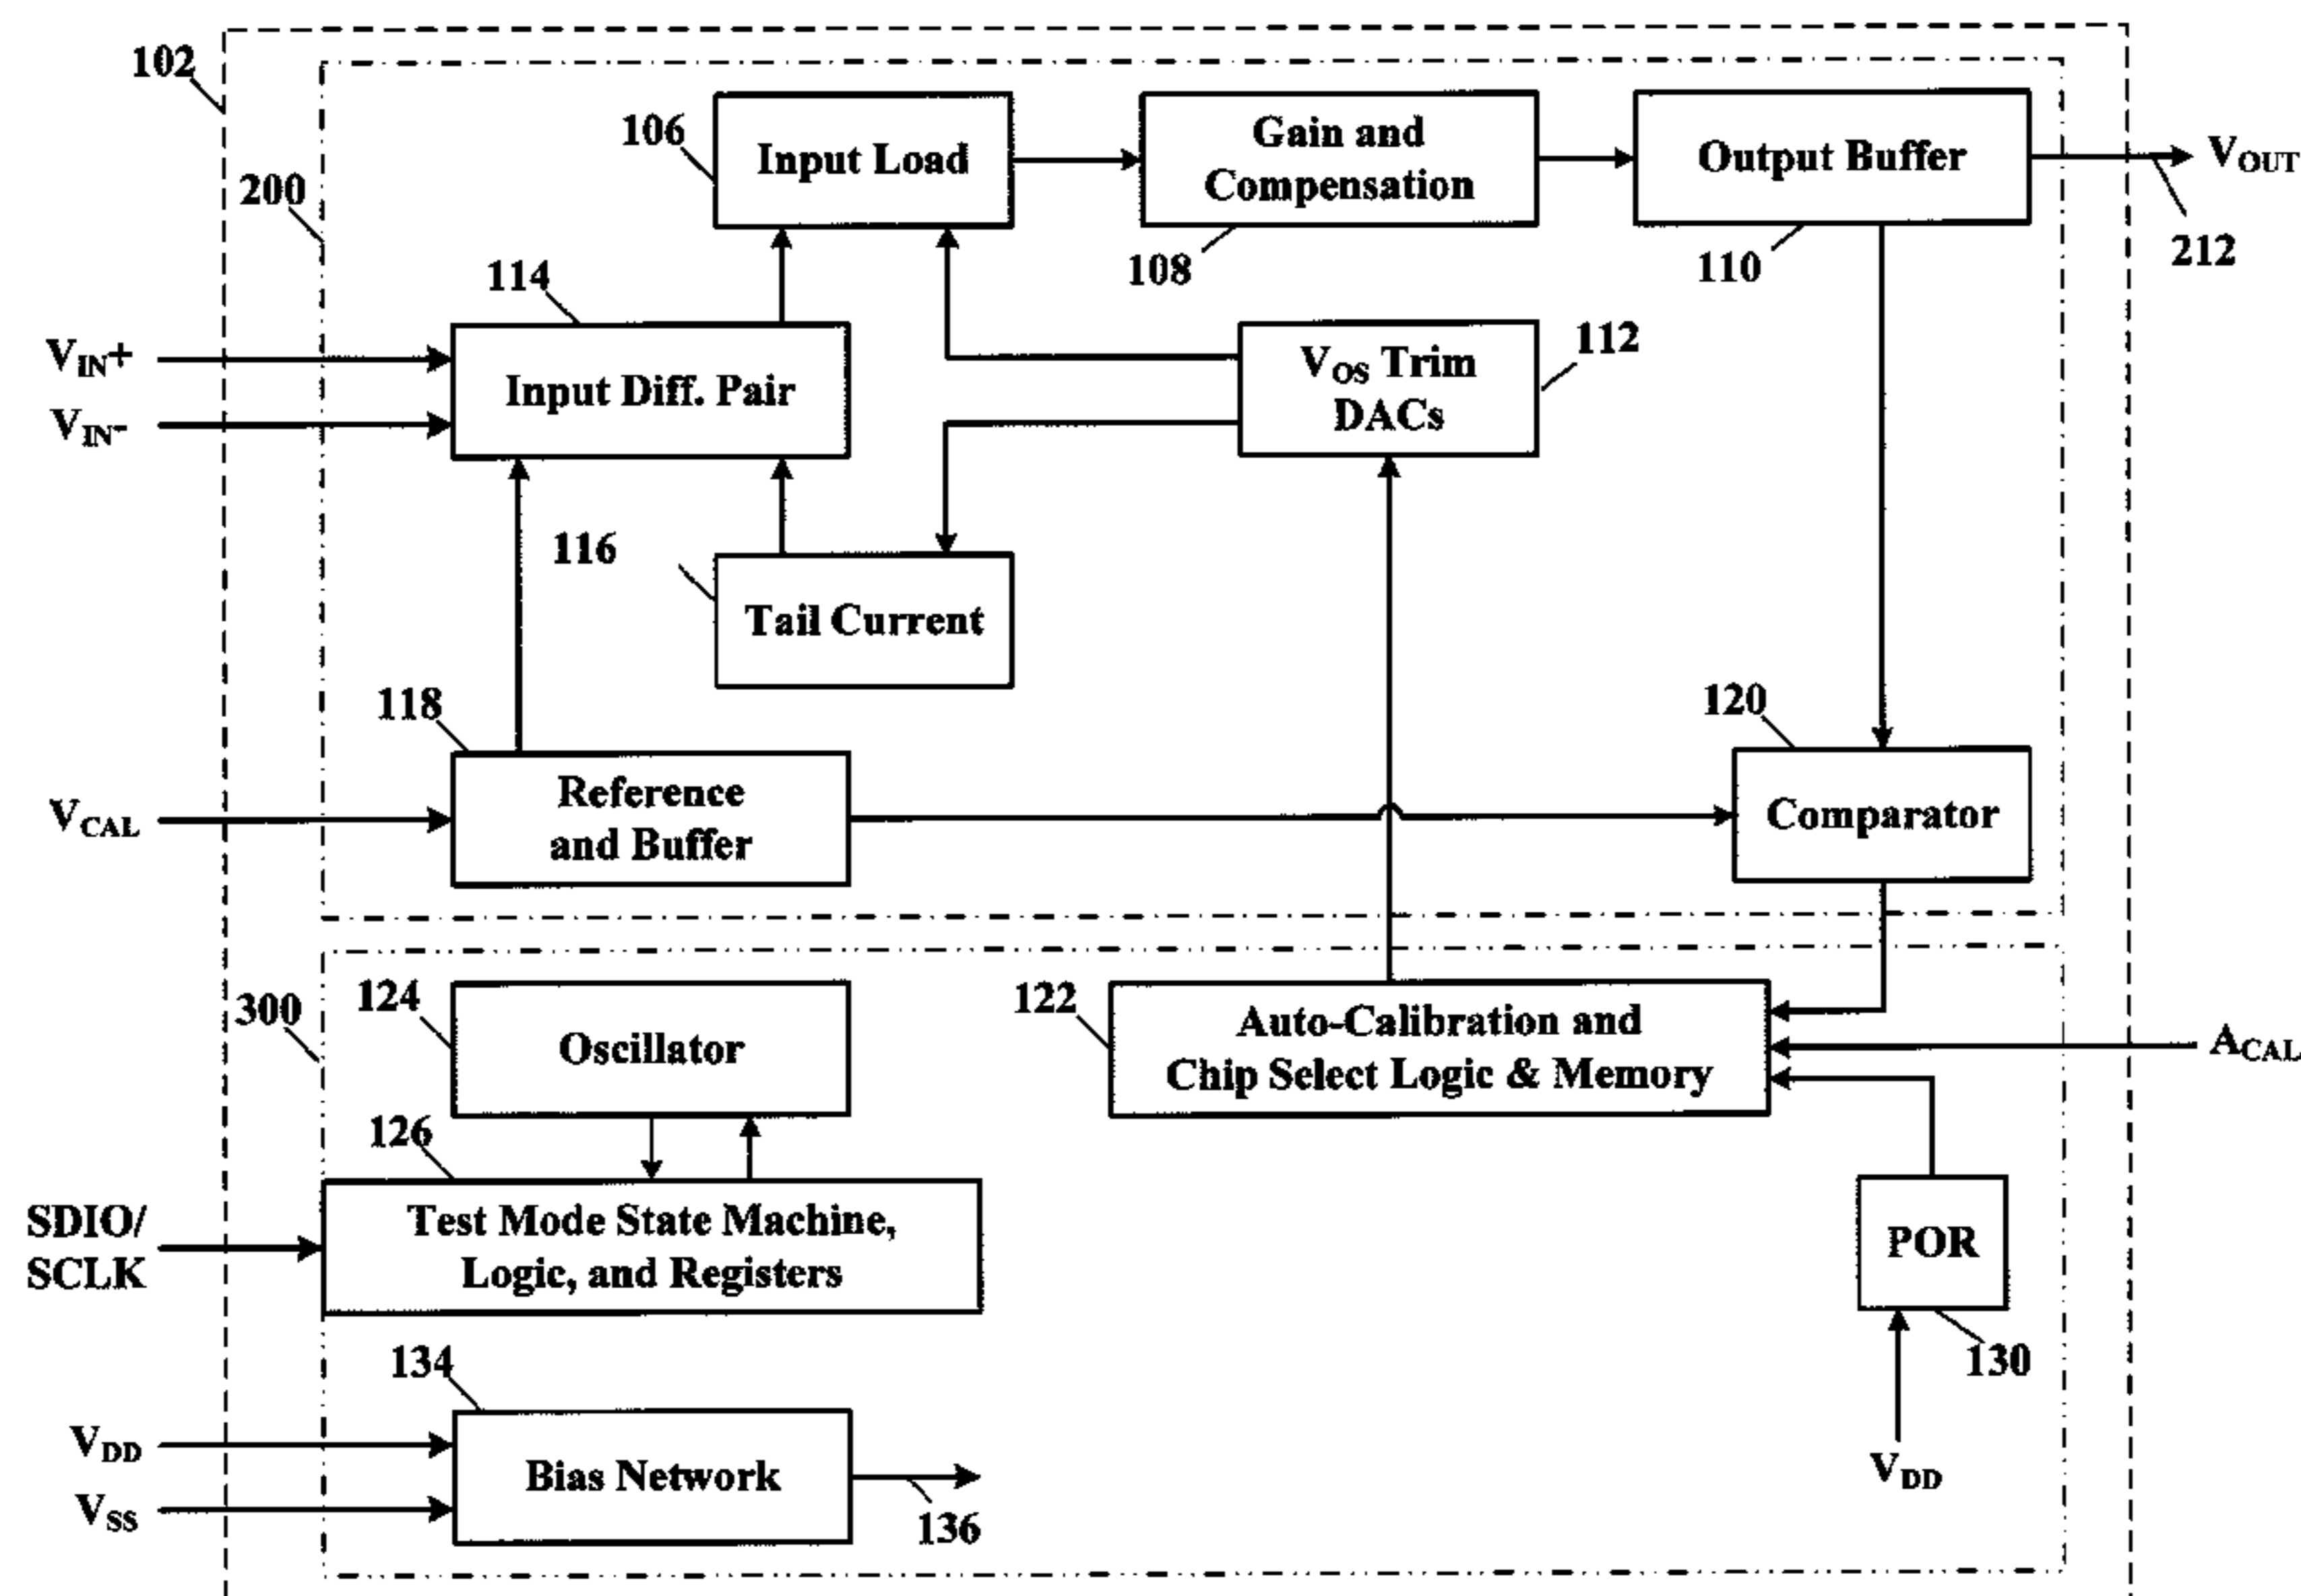 102
106
Input Load
Gain and
Compensation
108
Output Buffer
110
VOUT
212
200
114
VIN+
VIN-
Input Diff. Pair
VOS Trim
DACs
112
116
Tail Current
118
VCAL
Reference
and Buffer
120
Comparator
300
124
Oscillator
122
Auto-Calibration and
Chip Select Logic & Memory
ACAL
126
SDIO/
SCLK
Test Mode State Machine,
Logic, and Registers
POR
130
VDD
134
VDD
VSS
Bias Network
136